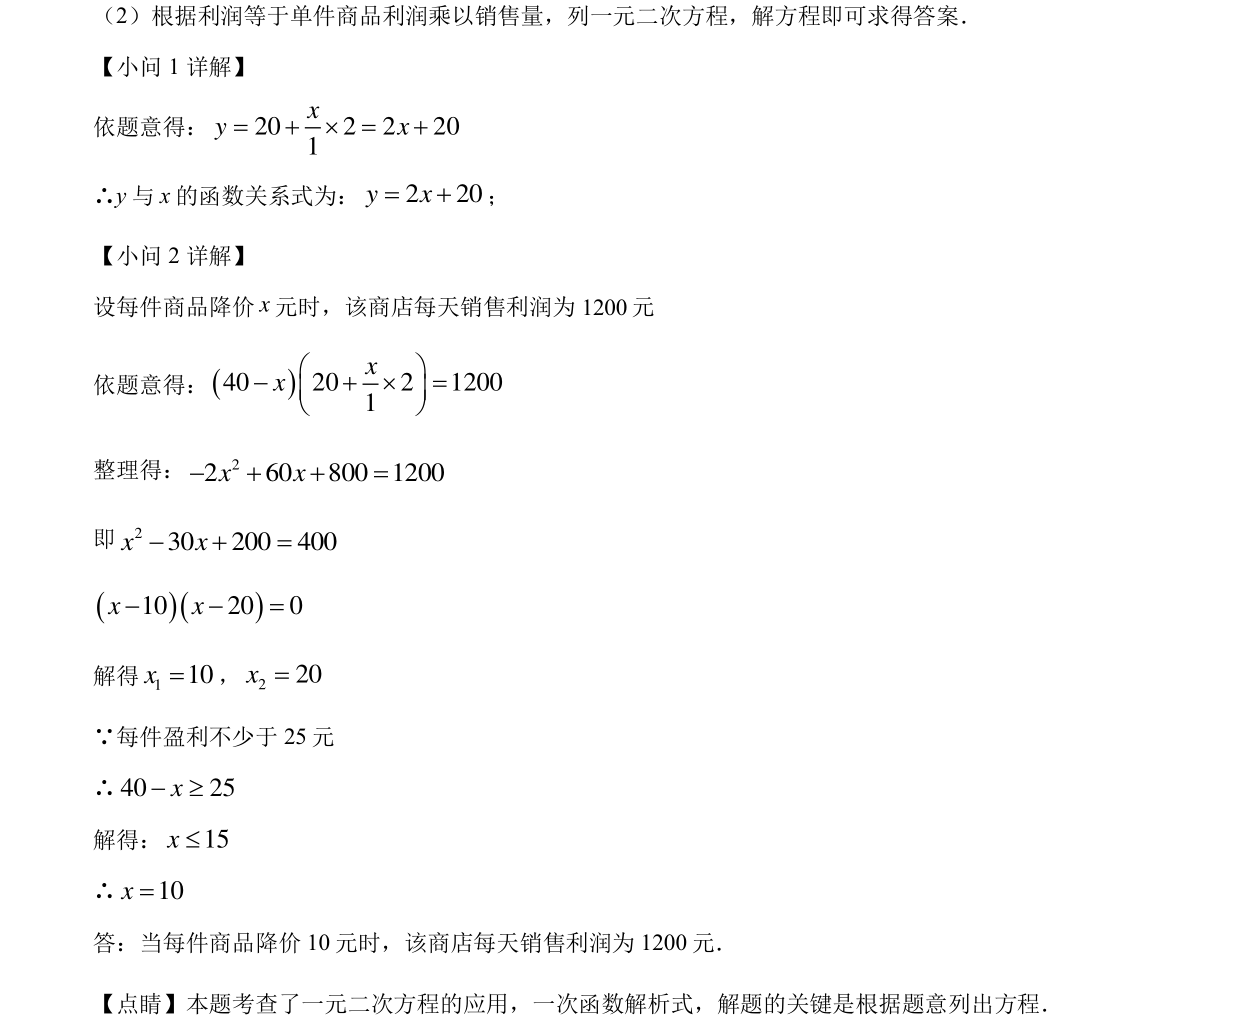 （2）根据利润等于单件商品利润乘以销售量，列一元二次方程，解方程即可求得答案．
【小问 1 详解】
依题意得： y = 20 + x/1 × 2 = 2x + 20
∴y 与 x 的函数关系式为： y = 2x + 20 ；
【小问 2 详解】
设每件商品降价 x 元时，该商店每天销售利润为 1200 元
依题意得： (40 − x)(20 + x/1 × 2) = 1200
整理得： −2x² + 60x + 800 = 1200
即 x² − 30x + 200 = 400
(x − 10)(x − 20) = 0
解得 x₁ = 10 ， x₂ = 20
∵每件盈利不少于 25 元
∴ 40 − x ≥ 25
解得： x ≤ 15
∴ x = 10
答：当每件商品降价 10 元时，该商店每天销售利润为 1200 元．
【点睛】本题考查了一元二次方程的应用，一次函数解析式，解题的关键是根据题意列出方程．